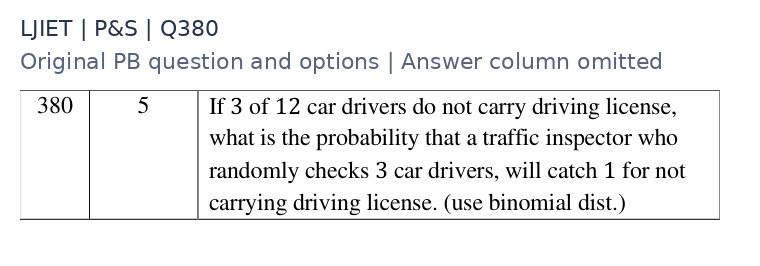 LJIET | P&S | Q380
Original PB question and options | Answer column omitted
380 5 If 3 of 12 car drivers do not carry driving license,
what is the probability that a traffic inspector who
randomly checks 3 car drivers, will catch 1 for not
carrying driving license. (use binomial dist.)